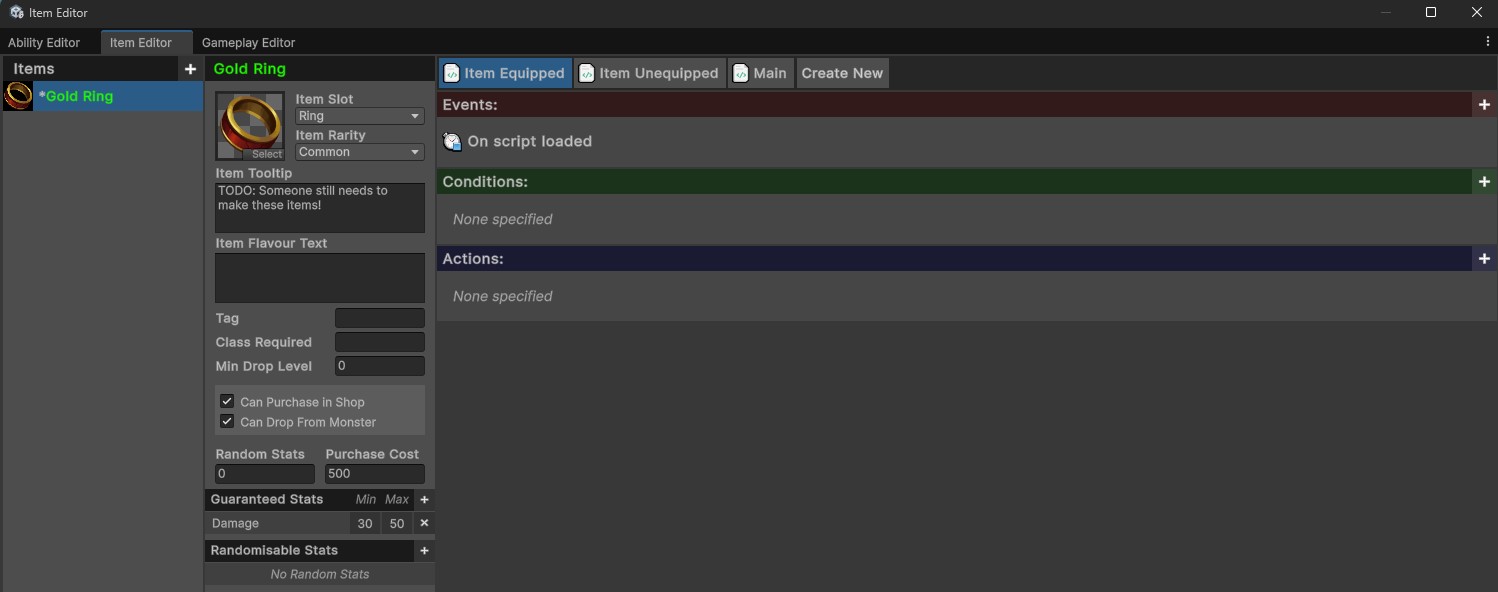 Item Editor
Ability Editor
Item Editor
Gameplay Editor
Items
+
*Gold Ring
Gold Ring
Select
Item Slot
Ring
Item Rarity
Common
Item Tooltip
TODO: Someone still needs to
make these items!
Item Flavour Text
Tag
Class Required
Min Drop Level 0
Can Purchase in Shop
Can Drop From Monster
Random Stats Purchase Cost
0 500
Guaranteed Stats Min Max +
Damage 30 50 ×
Randomisable Stats +
No Random Stats
Item Equipped Item Unequipped Main Create New
Events: +
On script loaded
Conditions: +
None specified
Actions: +
None specified